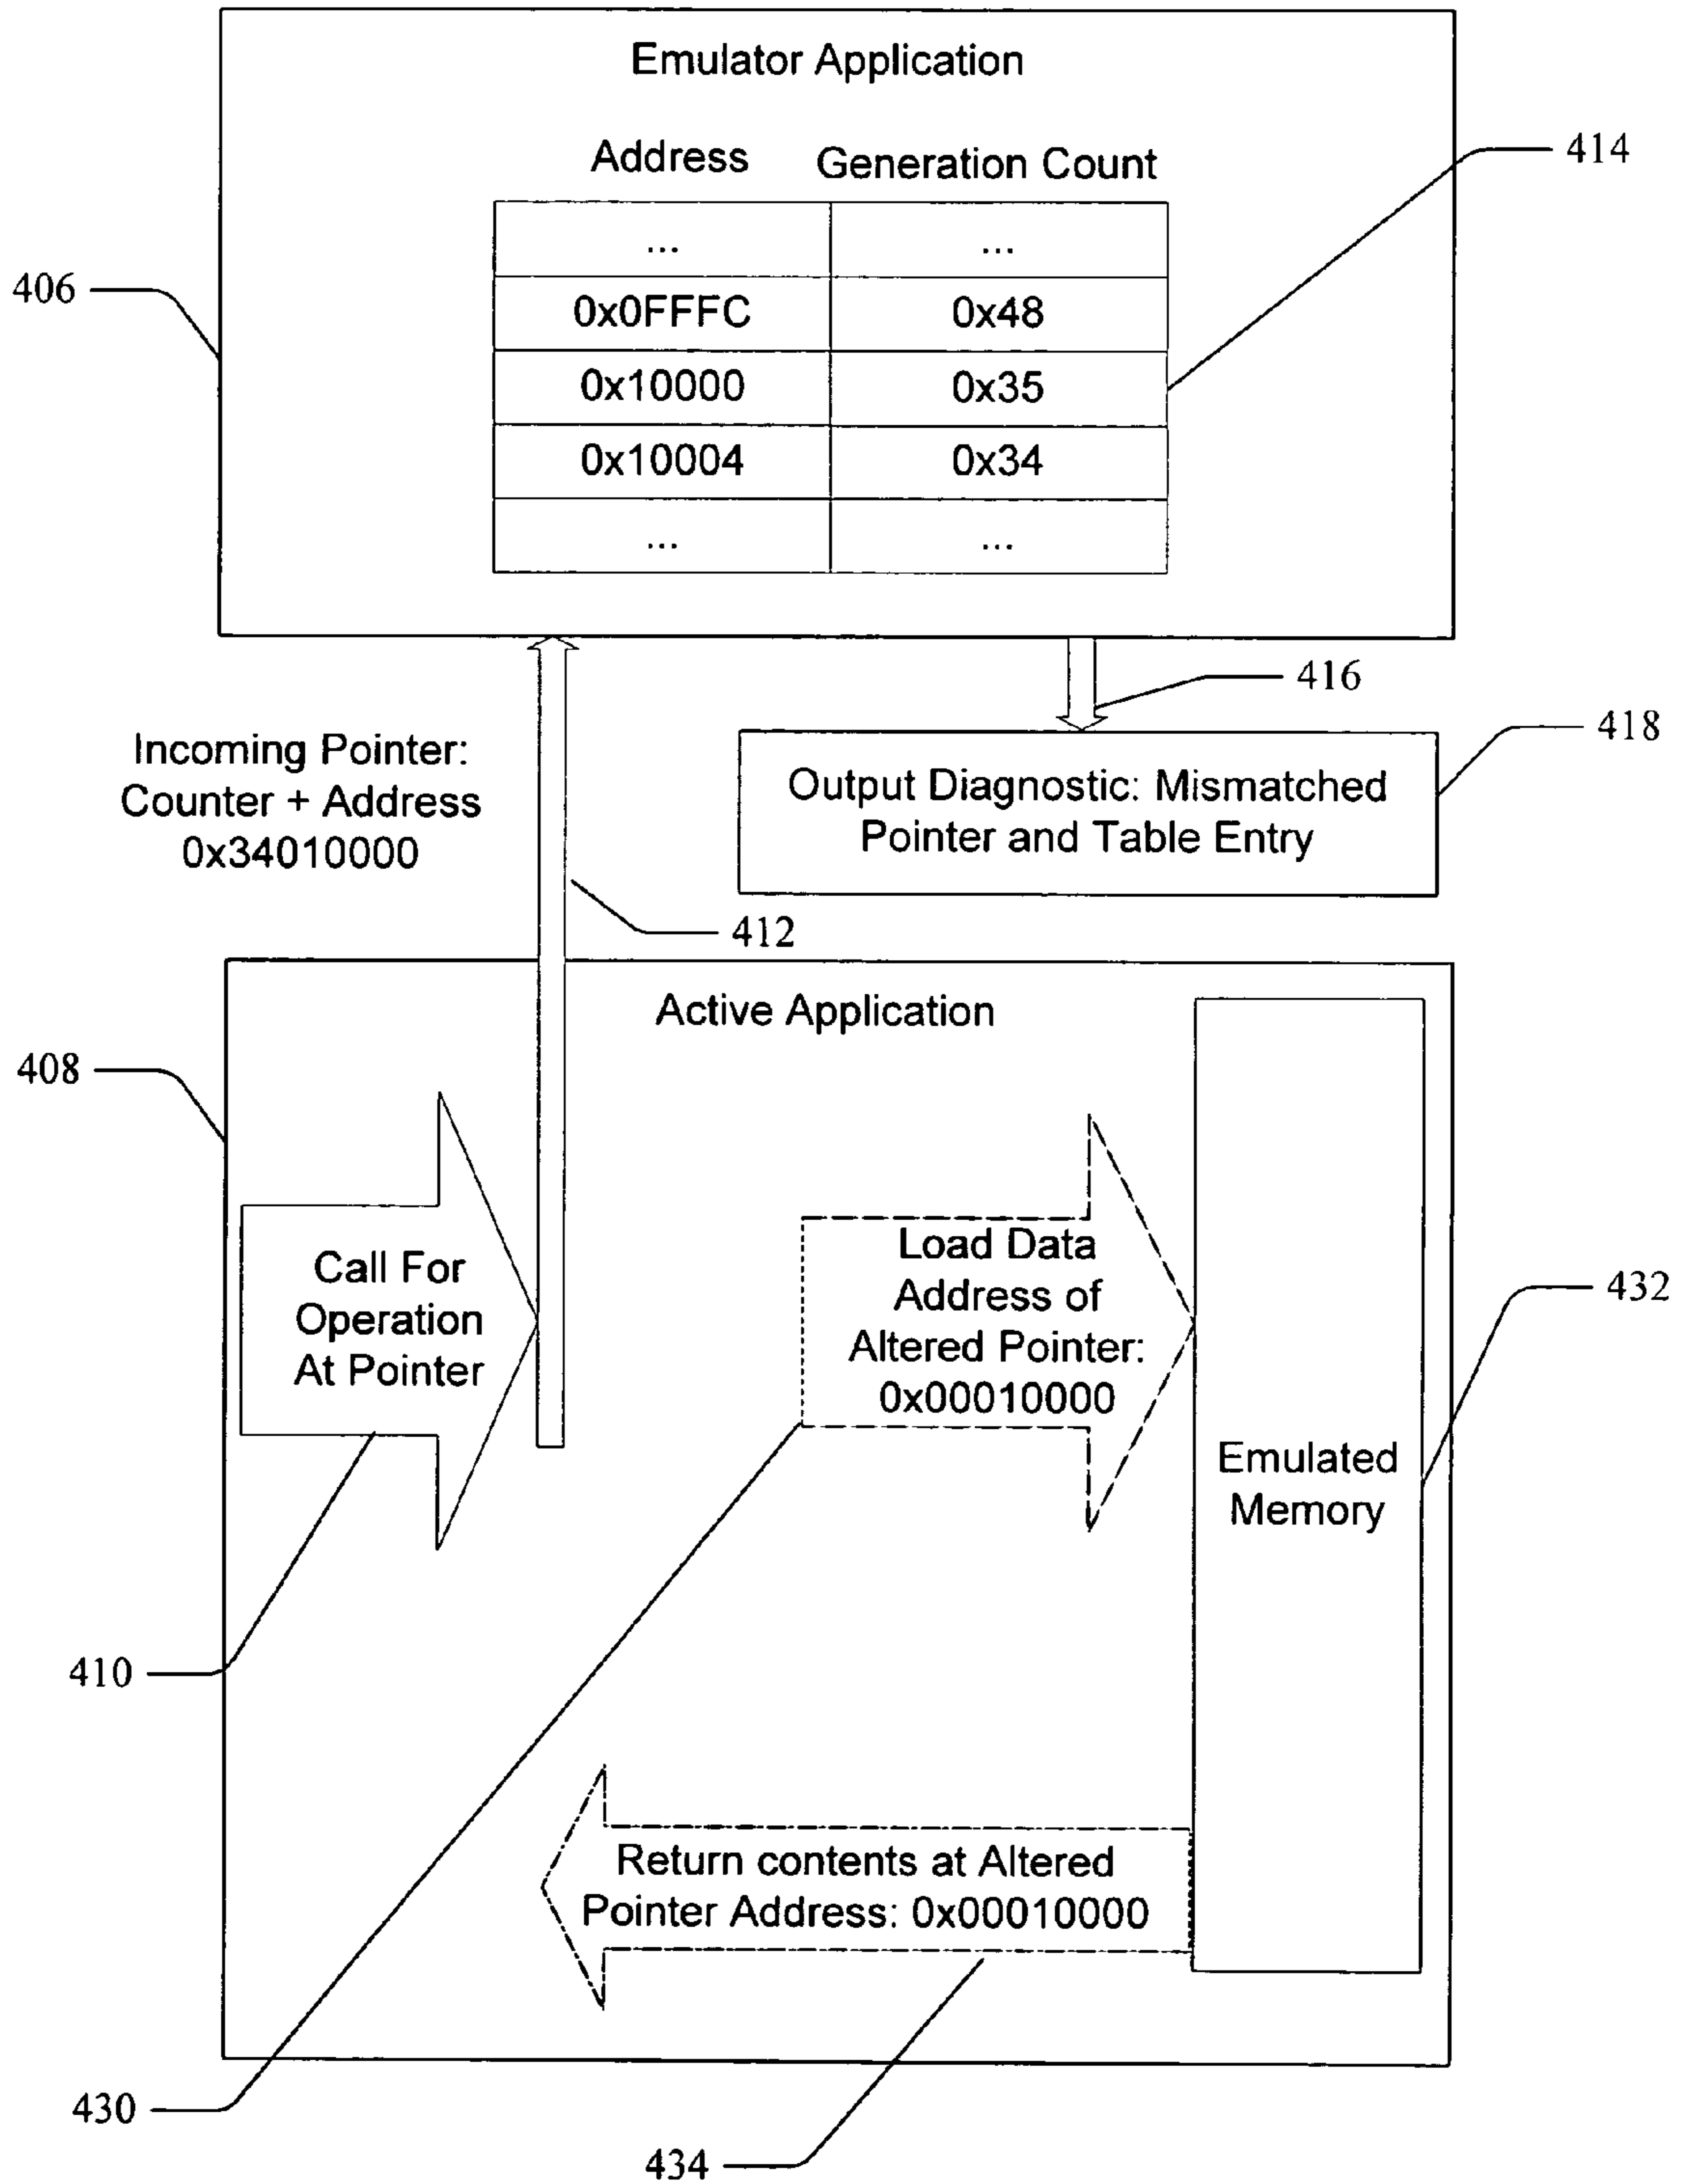 Emulator Application
Address Generation Count
414
... ...
406
0x0FFFC 0x48
0x10000 0x35
0x10004 0x34
... ...
416
418
Incoming Pointer:
Counter + Address
0x34010000
Output Diagnostic: Mismatched
Pointer and Table Entry
412
Active Application
408
Call For
Operation
At Pointer
Load Data
Address of
Altered Pointer:
0x00010000
432
Emulated
Memory
410
Return contents at Altered
Pointer Address: 0x00010000
430
434